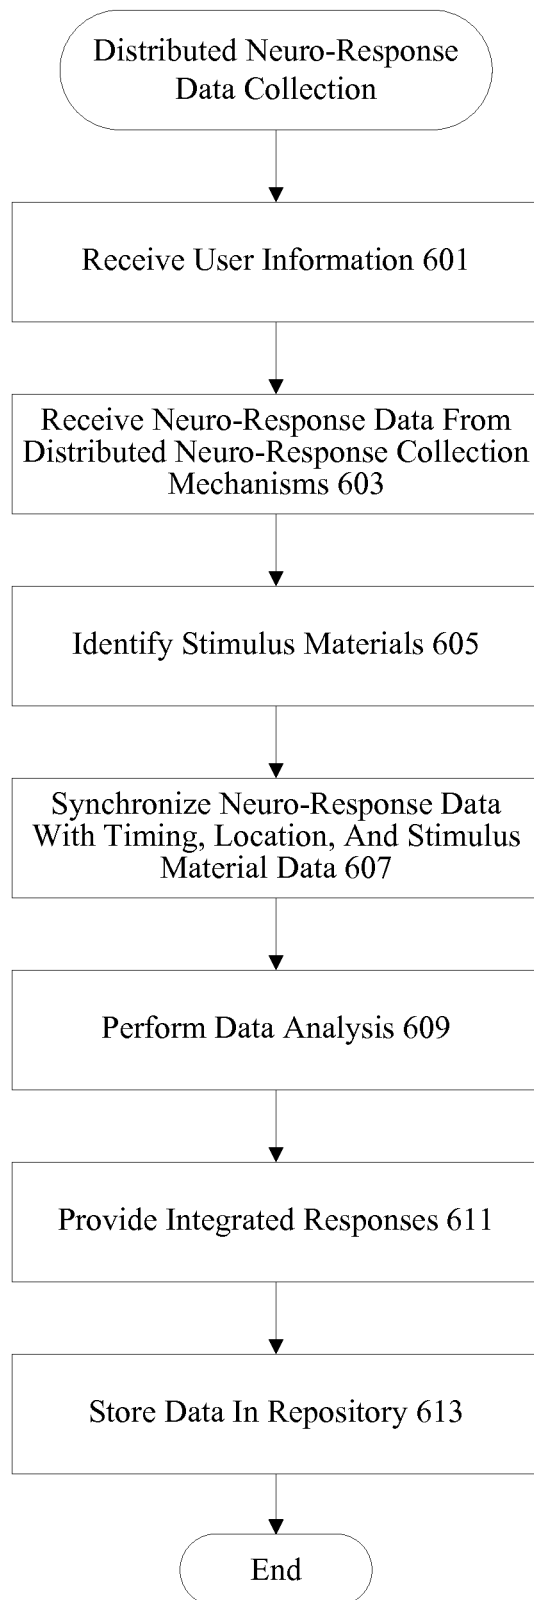 Distributed Neuro-Response
Data Collection
Receive User Information 601
Receive Neuro-Response Data From
Distributed Neuro-Response Collection
Mechanisms 603
Identify Stimulus Materials 605
Synchronize Neuro-Response Data
With Timing, Location, And Stimulus
Material Data 607
Perform Data Analysis 609
Provide Integrated Responses 611
Store Data In Repository 613
End